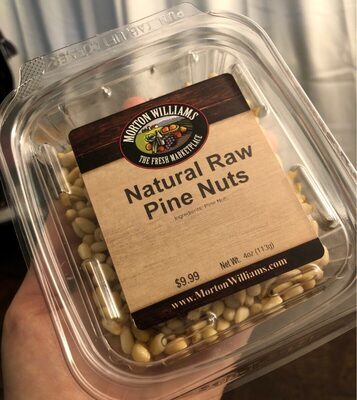 MORTON WILLIAMS
THE FRESH MARKETPLACE
Natural Raw
Pine Nuts
Ingredients: Pine Nuts
$9.99
Net Wt. 4oz (113g)
www.MortonWilliams.com